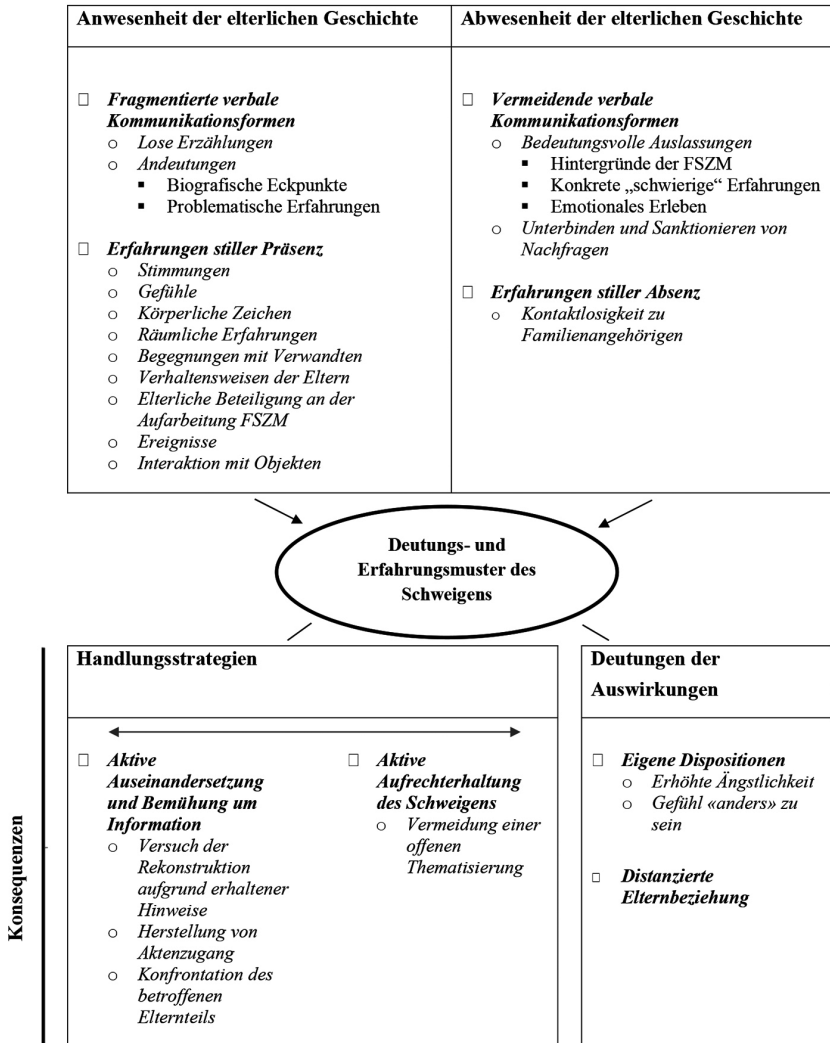 Anwesenheit der elterlichen Geschichte
Fragmentierte verbale
Kommunikationsformen
Lose Erzählungen
Andeutungen
Biografische Eckpunkte
Problematische Erfahrungen
Erfahrungen stiller Präsenz
Stimmungen
Gefühle
Körperliche Zeichen
Räumliche Erfahrungen
Begegnungen mit Verwandten
Verhaltensweisen der Eltern
Elterliche Beteiligung an der
Aufarbeitung FSZM
Ereignisse
Interaktion mit Objekten
Abwesenheit der elterlichen Geschichte
Vermeidende verbale
Kommunikationsformen
Bedeutungsvolle Auslassungen
Hintergründe der FSZM
Konkrete „schwierige“ Erfahrungen
Emotionales Erleben
Unterbinden und Sanktionieren von
Nachfragen
Erfahrungen stiller Absenz
Kontaktlosigkeit zu
Familienangehörigen
Deutungs- und
Erfahrungsmuster des
Schweigens
Konsequenzen
Handlungsstrategien
Aktive
Auseinandersetzung
und Bemühung um
Information
Versuch der
Rekonstruktion
aufgrund erhaltener
Hinweise
Herstellung von
Aktenzugang
Konfrontation des
betroffenen
Elternteils
Aktive
Aufrechterhaltung
des Schweigens
Vermeidung einer
offenen
Thematisierung
Deutungen der
Auswirkungen
Eigene Dispositionen
Erhöhte Ängstlichkeit
Gefühl «anders» zu
sein
Distanzierte
Elternbeziehung